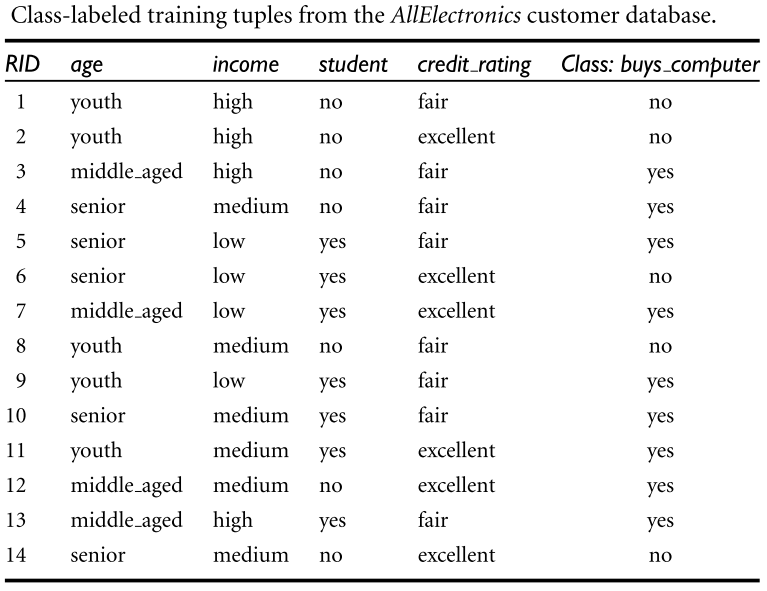 Class-labeled training tuples from the AllElectronics customer database.
RID age income student credit_rating Class: buys_computer
1 youth high no fair no
2 youth high no excellent no
3 middle_aged high no fair yes
4 senior medium no fair yes
5 senior low yes fair yes
6 senior low yes excellent no
7 middle_aged low yes excellent yes
8 youth medium no fair no
9 youth low yes fair yes
10 senior medium yes fair yes
11 youth medium yes excellent yes
12 middle_aged medium no excellent yes
13 middle_aged high yes fair yes
14 senior medium no excellent no